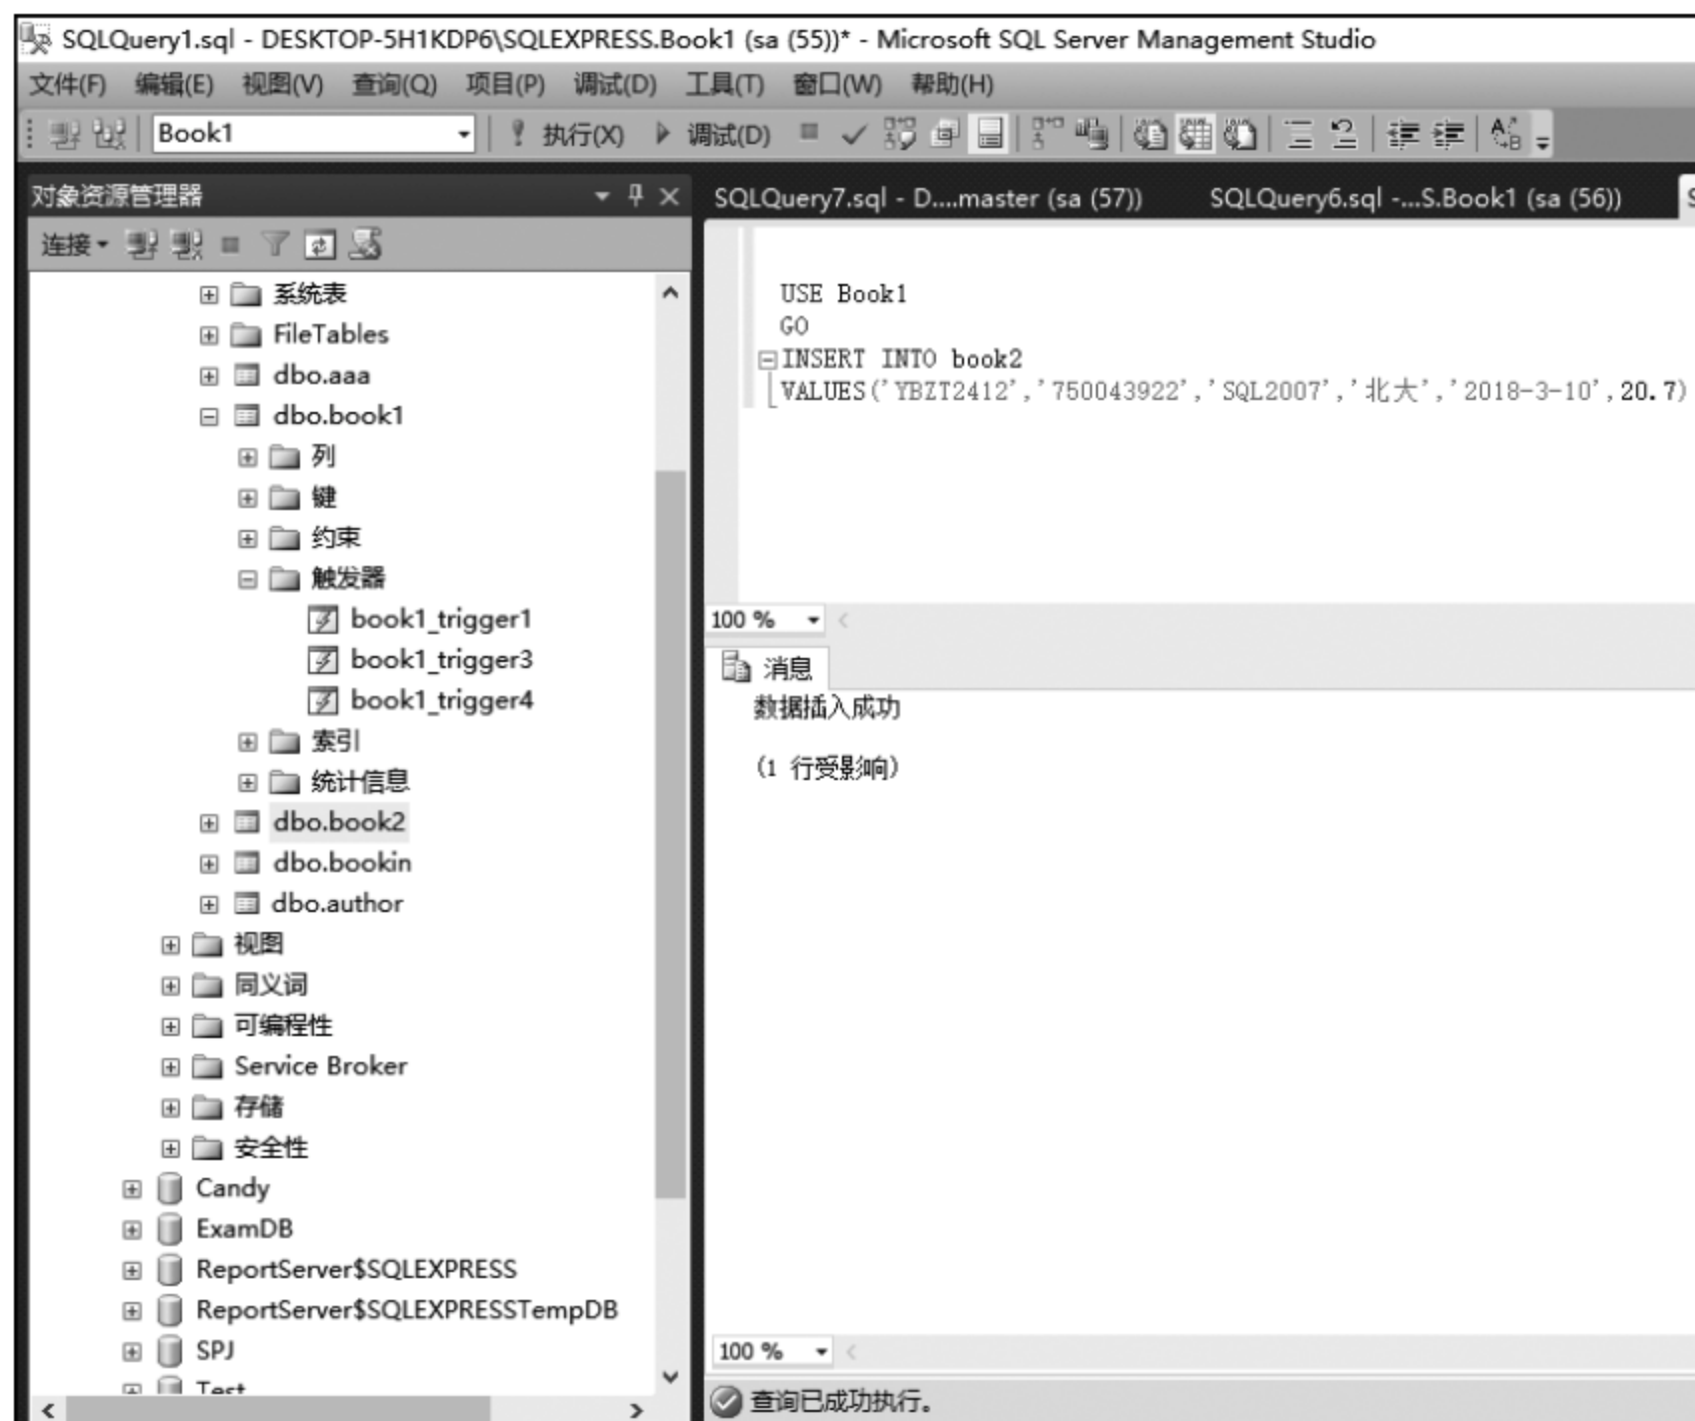 SQLQuery1.sql - DESKTOP-5H1KDP6\SQLEXPRESS.Book1 (sa (55))* - Microsoft SQL Server Management Studio
文件(F) 编辑(E) 视图(V) 查询(Q) 项目(P) 调试(D) 工具(T) 窗口(W) 帮助(H)
Book1 执行(X) 调试(D)
对象资源管理器
连接
系统表
FileTables
dbo.aaa
dbo.book1
列
键
约束
触发器
book1_trigger1
book1_trigger3
book1_trigger4
索引
统计信息
dbo.book2
dbo.bookin
dbo.author
视图
同义词
可编程性
Service Broker
存储
安全性
Candy
ExamDB
ReportServer$SQLEXPRESS
ReportServer$SQLEXPRESSTempDB
SPJ
Test
SQLQuery7.sql - D....master (sa (57)) SQLQuery6.sql -...S.Book1 (sa (56))
USE Book1
GO
INSERT INTO book2
VALUES('YBZT2412','750043922','SQL2007','北大','2018-3-10',20.7)
100 %
消息
数据插入成功
(1 行受影响)
100 %
查询已成功执行。